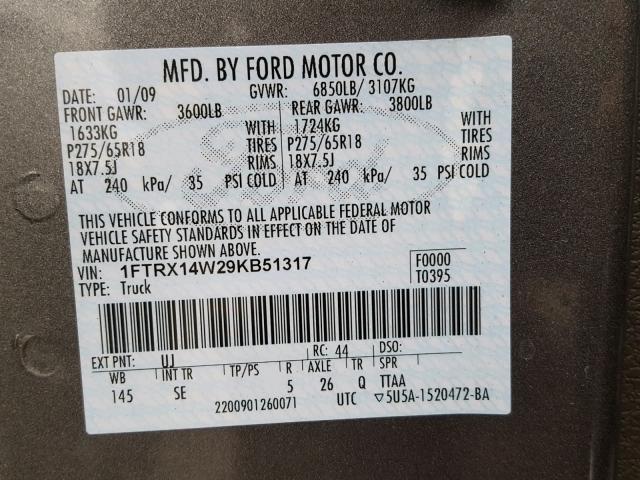 MFD. BY FORD MOTOR CO.
DATE: 01/09 GVWR: 6850LB/ 3107KG
FRONT GAWR: 3600LB REAR GAWR: 3800LB
1633KG WITH 1724KG WITH
P275/65R18 TIRES P275/65R18 TIRES
18X7.5J RIMS 18X7.5J RIMS
AT 240 kPa/ 35 PSI COLD AT 240 kPa/ 35 PSI COLD
THIS VEHICLE CONFORMS TO ALL APPLICABLE FEDERAL MOTOR
VEHICLE SAFETY STANDARDS IN EFFECT ON THE DATE OF
MANUFACTURE SHOWN ABOVE.
VIN: 1FTRX14W29KB51317 F0000
TYPE: Truck T0395
EXT PNT: UJ RC: 44 DSO:
WB INT TR TP/PS R AXLE TR SPR
145 SE 5 26 Q TTAA
2200901260071 UTC ▽5U5A-1520472-BA